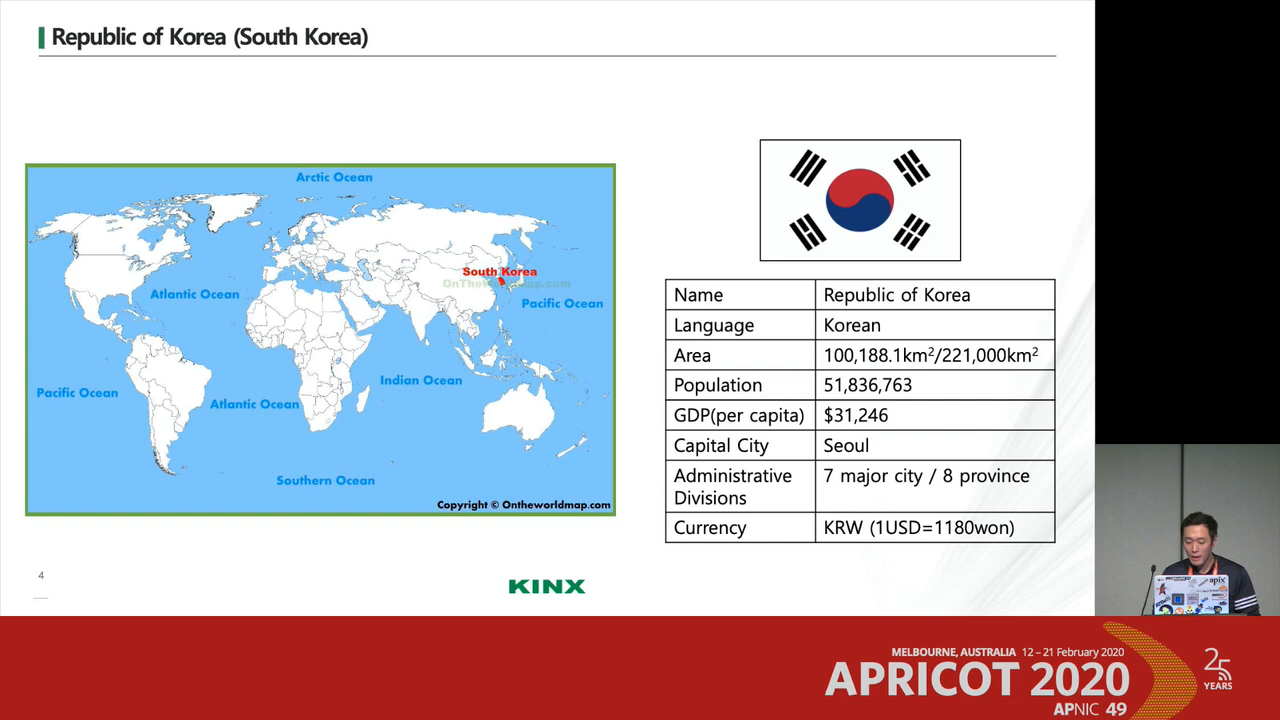 Republic of Korea (South Korea)
Arctic Ocean
South Korea
OnTheWorldmap.com
Atlantic Ocean
Pacific Ocean
Indian Ocean
Pacific Ocean
Atlantic Ocean
Southern Ocean
Copyright © Ontheworldmap.com
Name Republic of Korea
Language Korean
Area 100,188.1km²/221,000km²
Population 51,836,763
GDP(per capita) $31,246
Capital City Seoul
Administrative Divisions 7 major city / 8 province
Currency KRW (1USD=1180won)
4
KINX
apix
MELBOURNE, AUSTRALIA 12 – 21 February 2020
APRICOT 2020
APNIC 49
25
YEARS